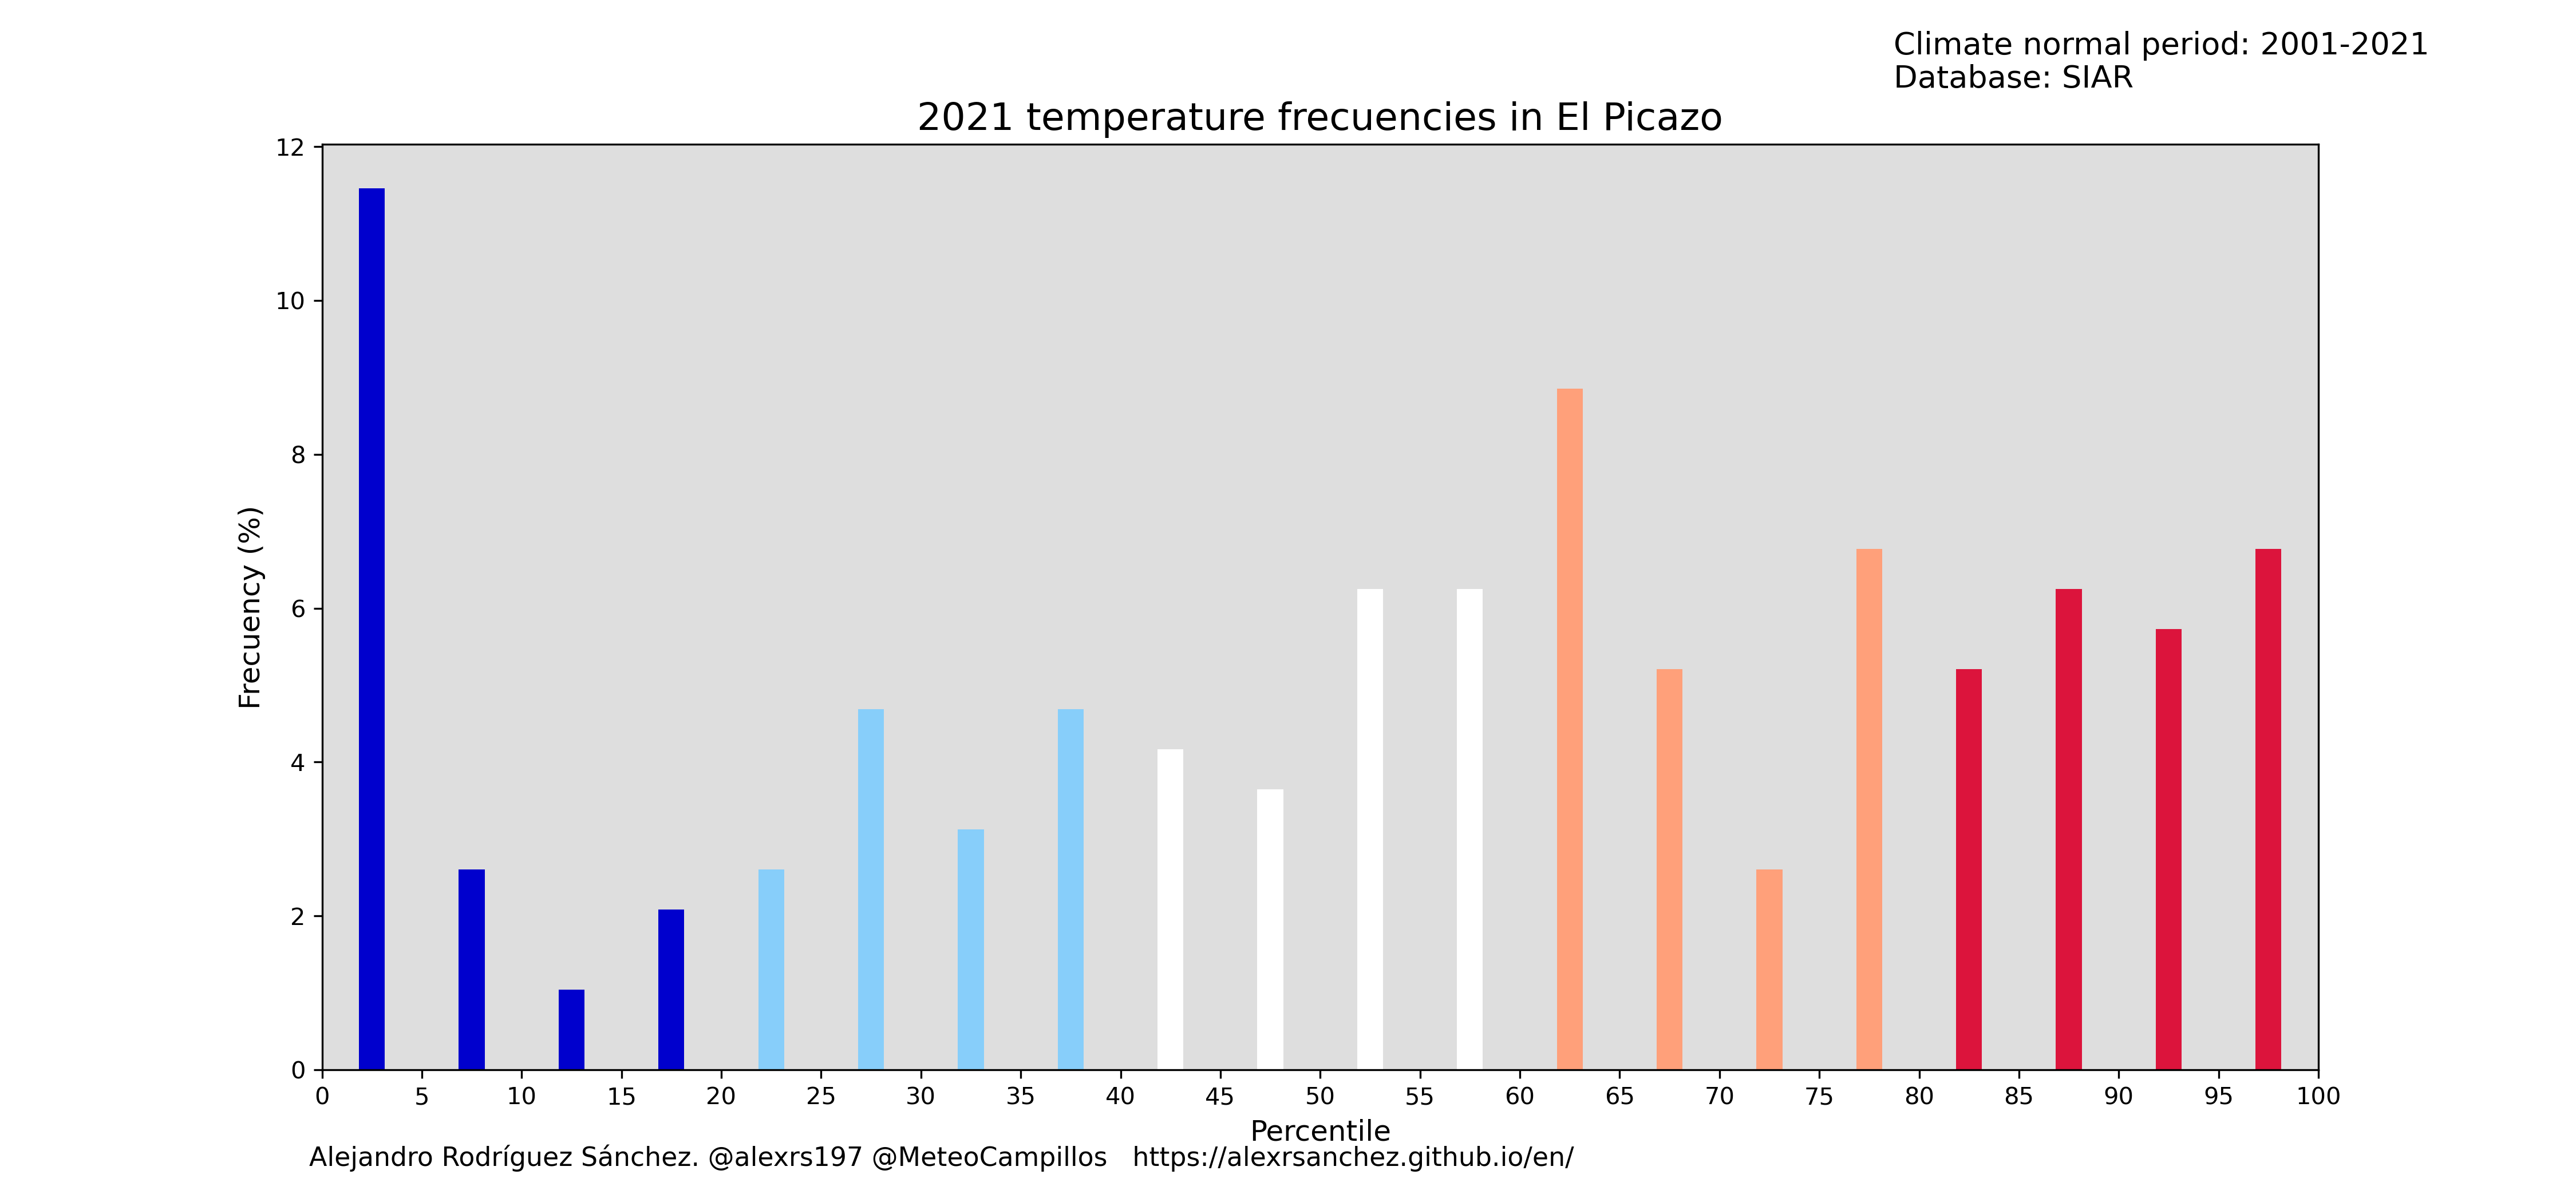 Climate normal period: 2001-2021
Database: SIAR
2021 temperature frecuencies in El Picazo
12
10
8
6
4
2
0
Frecuency (%)
0 5 10 15 20 25 30 35 40 45 50 55 60 65 70 75 80 85 90 95 100
Percentile
Alejandro Rodríguez Sánchez. @alexrs197 @MeteoCampillos https://alexrsanchez.github.io/en/